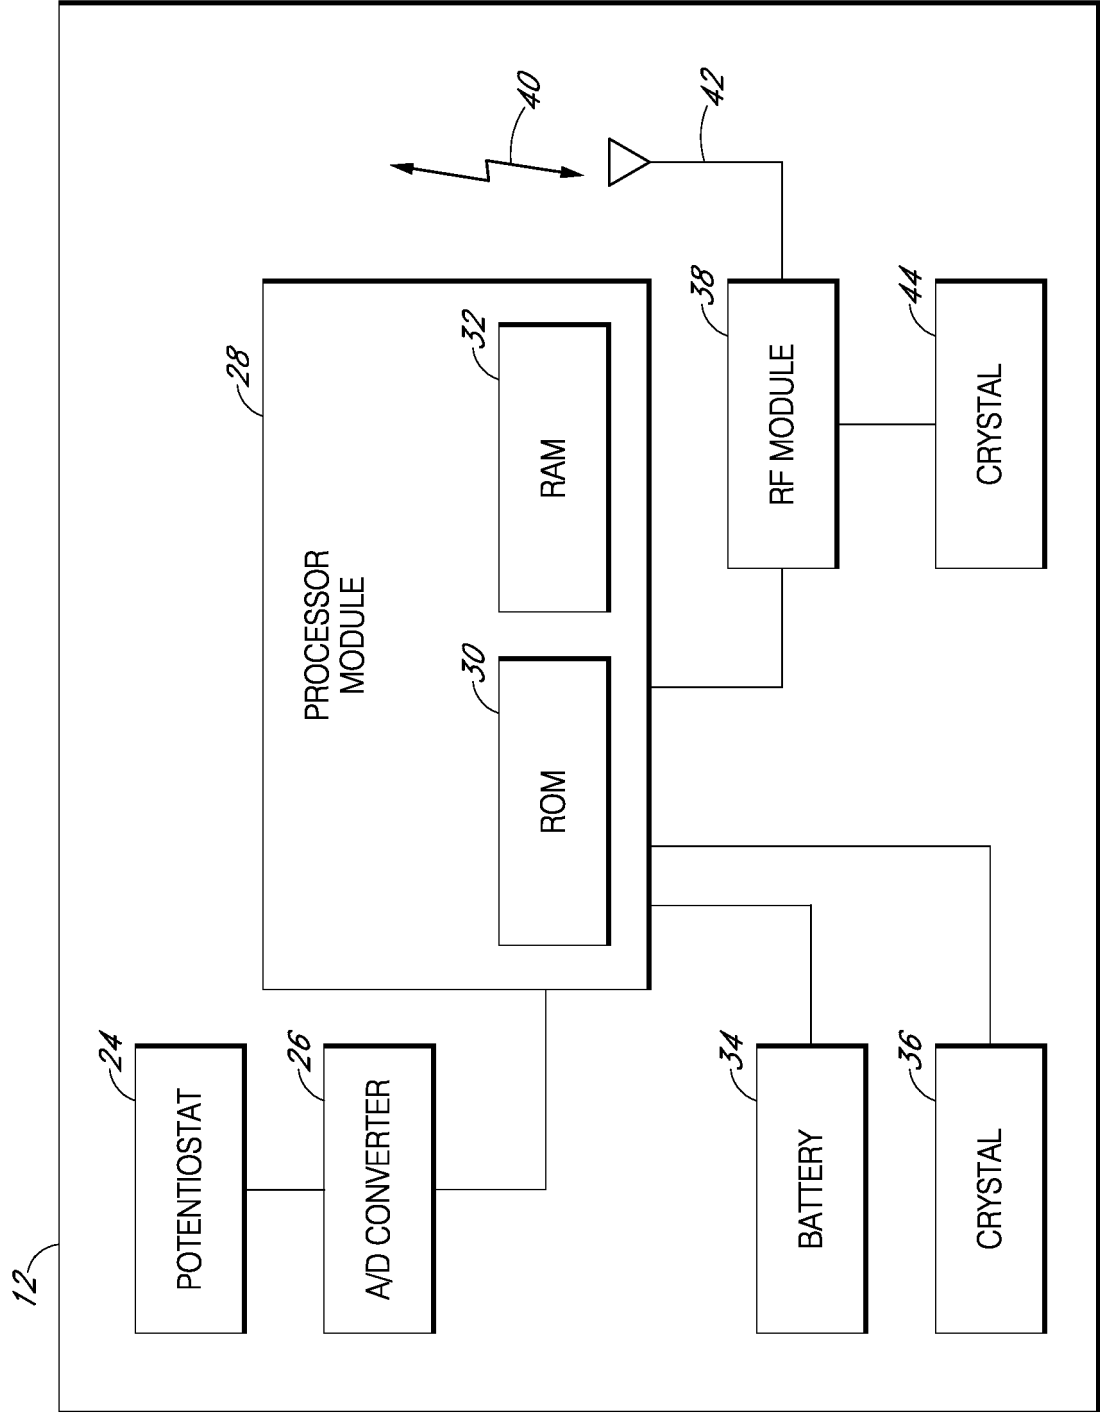 12
24
POTENTIOSTAT
26
A/D CONVERTER
28
PROCESSOR
MODULE
30
ROM
32
RAM
40
42
34
BATTERY
36
CRYSTAL
38
RF MODULE
44
CRYSTAL